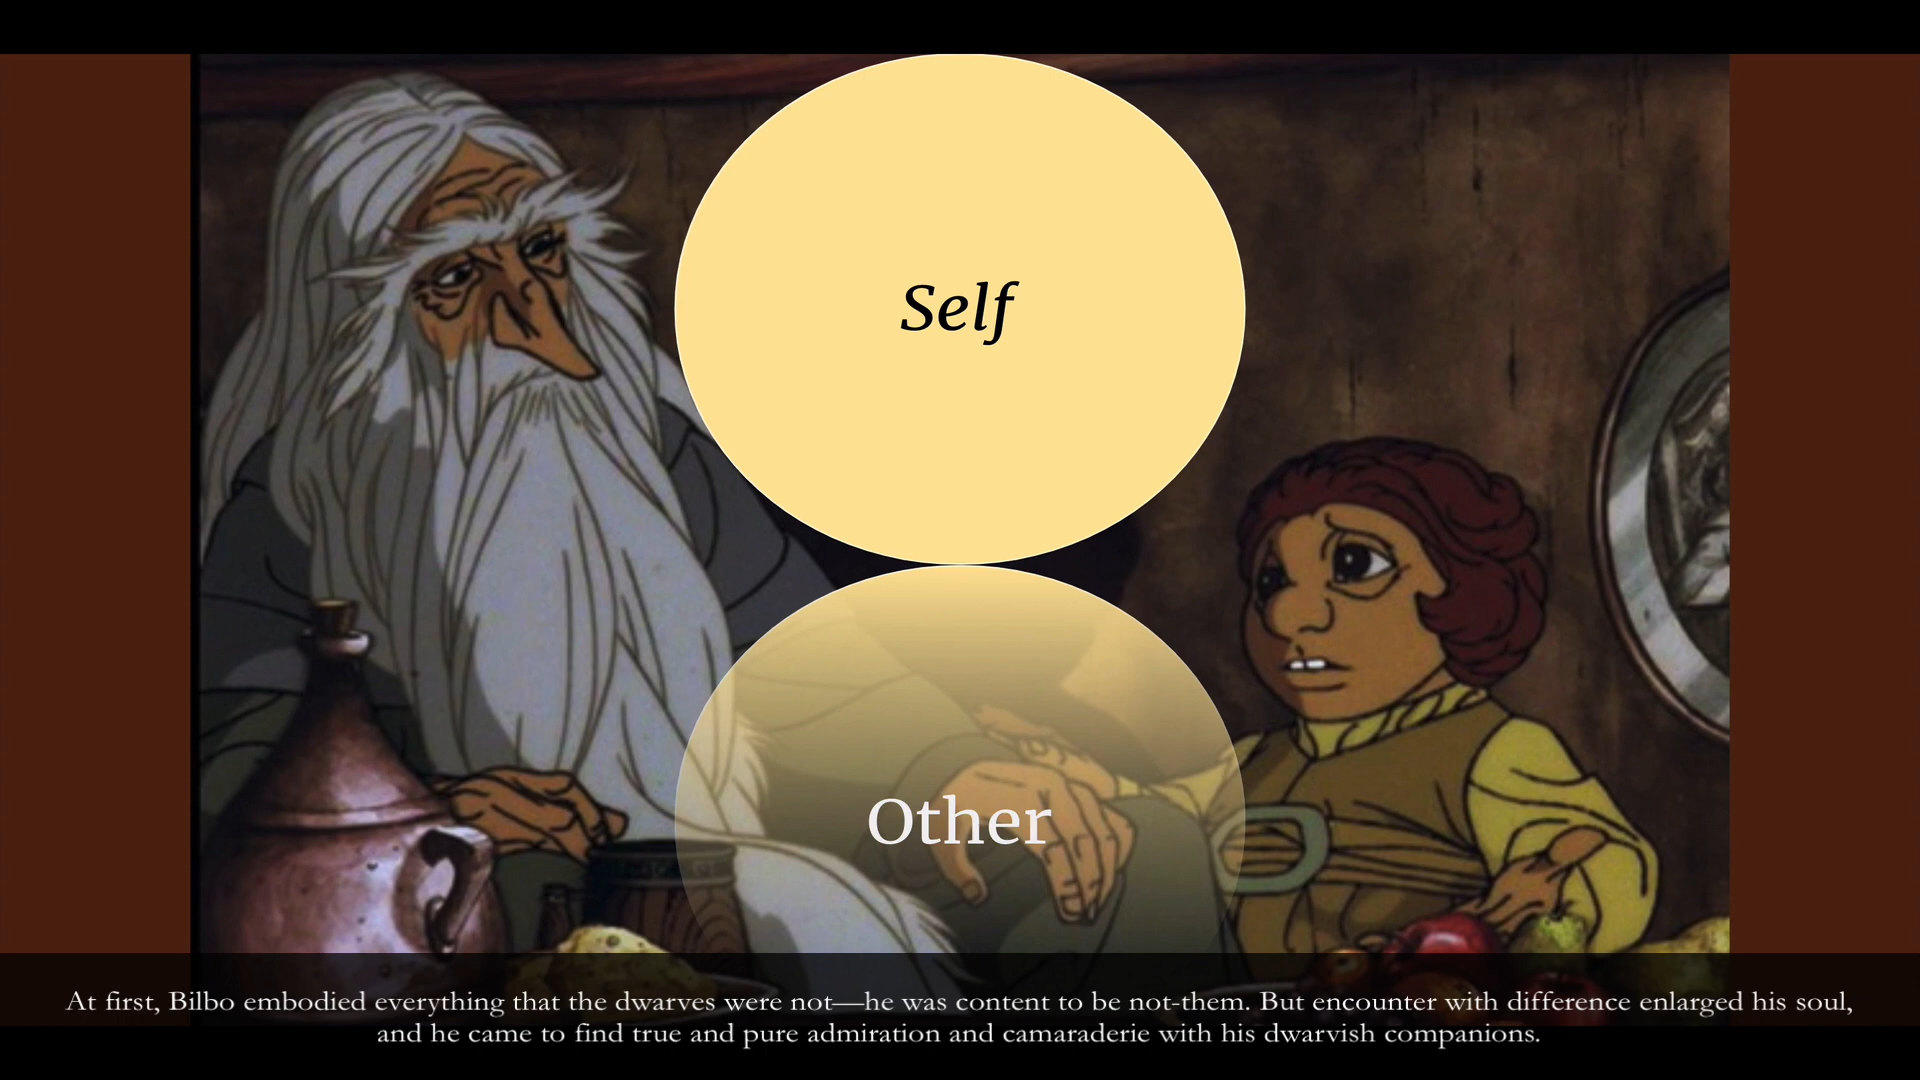 Self
Other
At first, Bilbo embodied everything that the dwarves were not—he was content to be not-them. But encounter with difference enlarged his soul,
and he came to find true and pure admiration and camaraderie with his dwarvish companions.